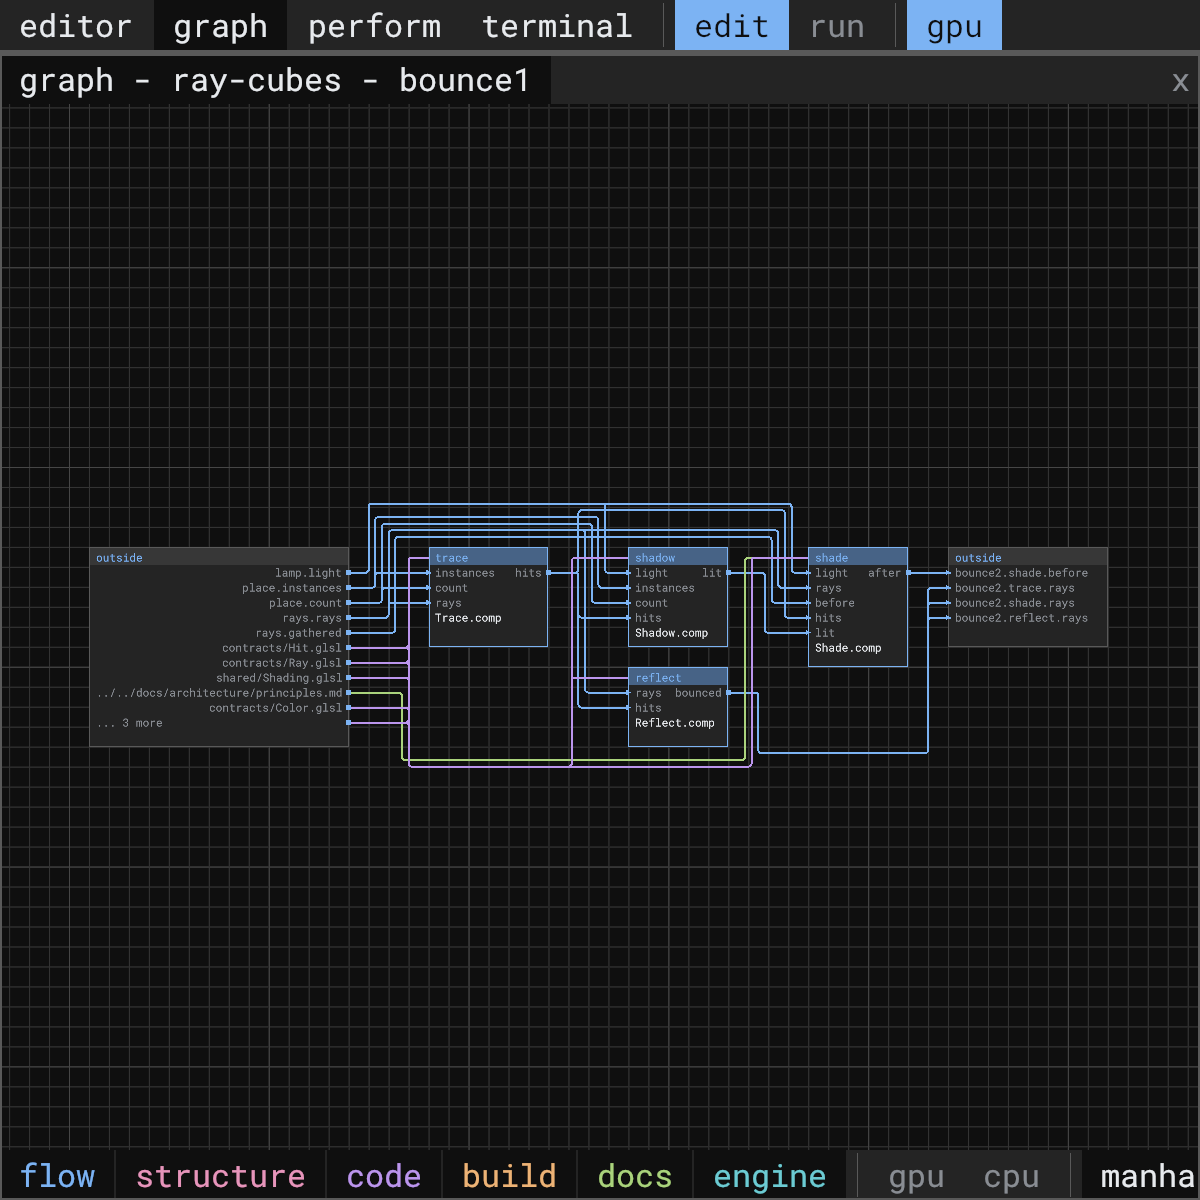 editor graph perform terminal edit run gpu
graph - ray-cubes - bounce1 x
outside
lamp.light
place.instances
place.count
rays.rays
rays.gathered
contracts/Hit.glsl
contracts/Ray.glsl
shared/Shading.glsl
../../docs/architecture/principles.md
contracts/Color.glsl
... 3 more
trace
instances hits
count
rays
Trace.comp
shadow
light lit
instances
count
hits
Shadow.comp
reflect
rays bounced
hits
Reflect.comp
shade
light after
rays
before
hits
lit
Shade.comp
outside
bounce2.shade.before
bounce2.trace.rays
bounce2.shade.rays
bounce2.reflect.rays
flow structure code build docs engine gpu cpu manha